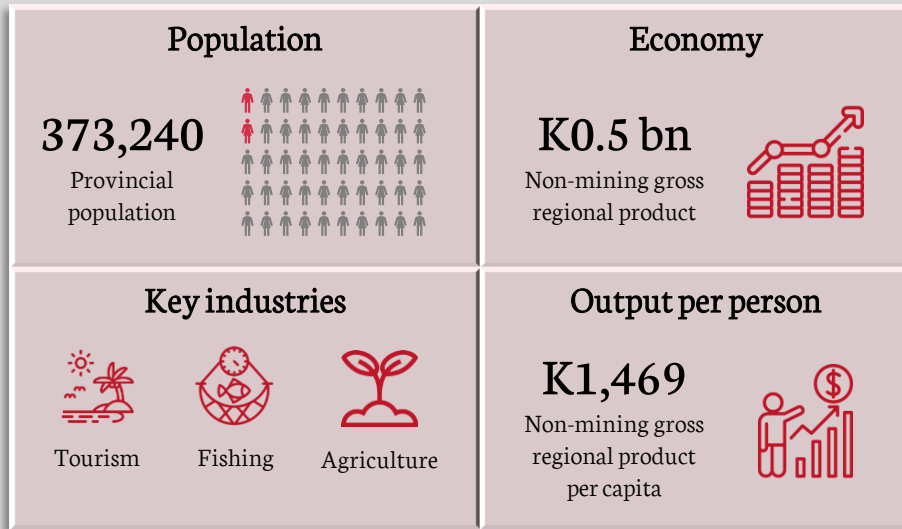 Population
373,240
Provincial
population
Economy
K0.5 bn
Non-mining gross
regional product
Key industries
Tourism
Fishing
Agriculture
Output per person
K1,469
$
Non-mining gross
regional product
per capita